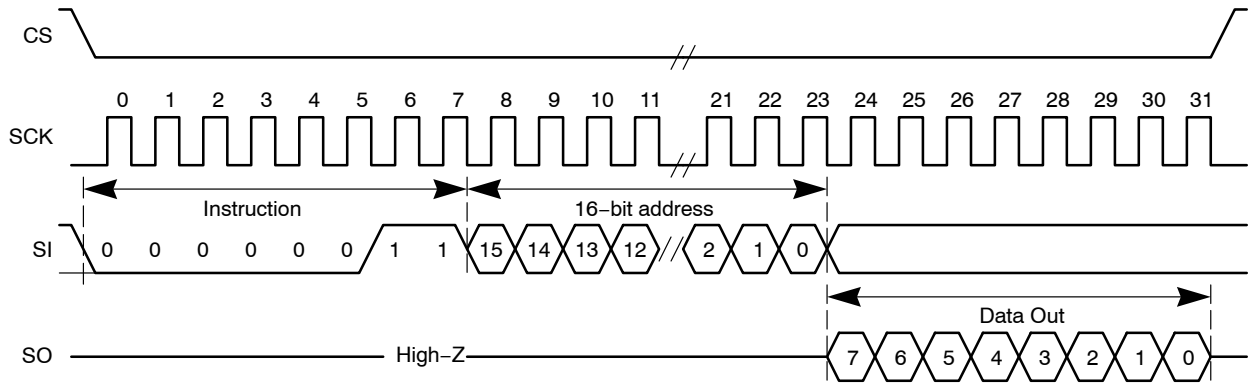 CS
0 1 2 3 4 5 6 7 8 9 10 11 21 22 23 24 25 26 27 28 29 30 31
SCK
Instruction 16−bit address
SI 0 0 0 0 0 0 1 1 15 14 13 12 2 1 0
Data Out
SO High−Z 7 6 5 4 3 2 1 0